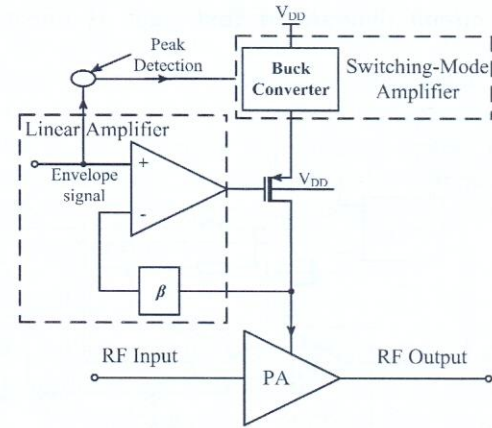 V_DD
Peak
Detection
Buck
Converter
Switching-Mode
Amplifier
Linear Amplifier
Envelope
signal
+
-
V_DD
β
RF Input
PA
RF Output